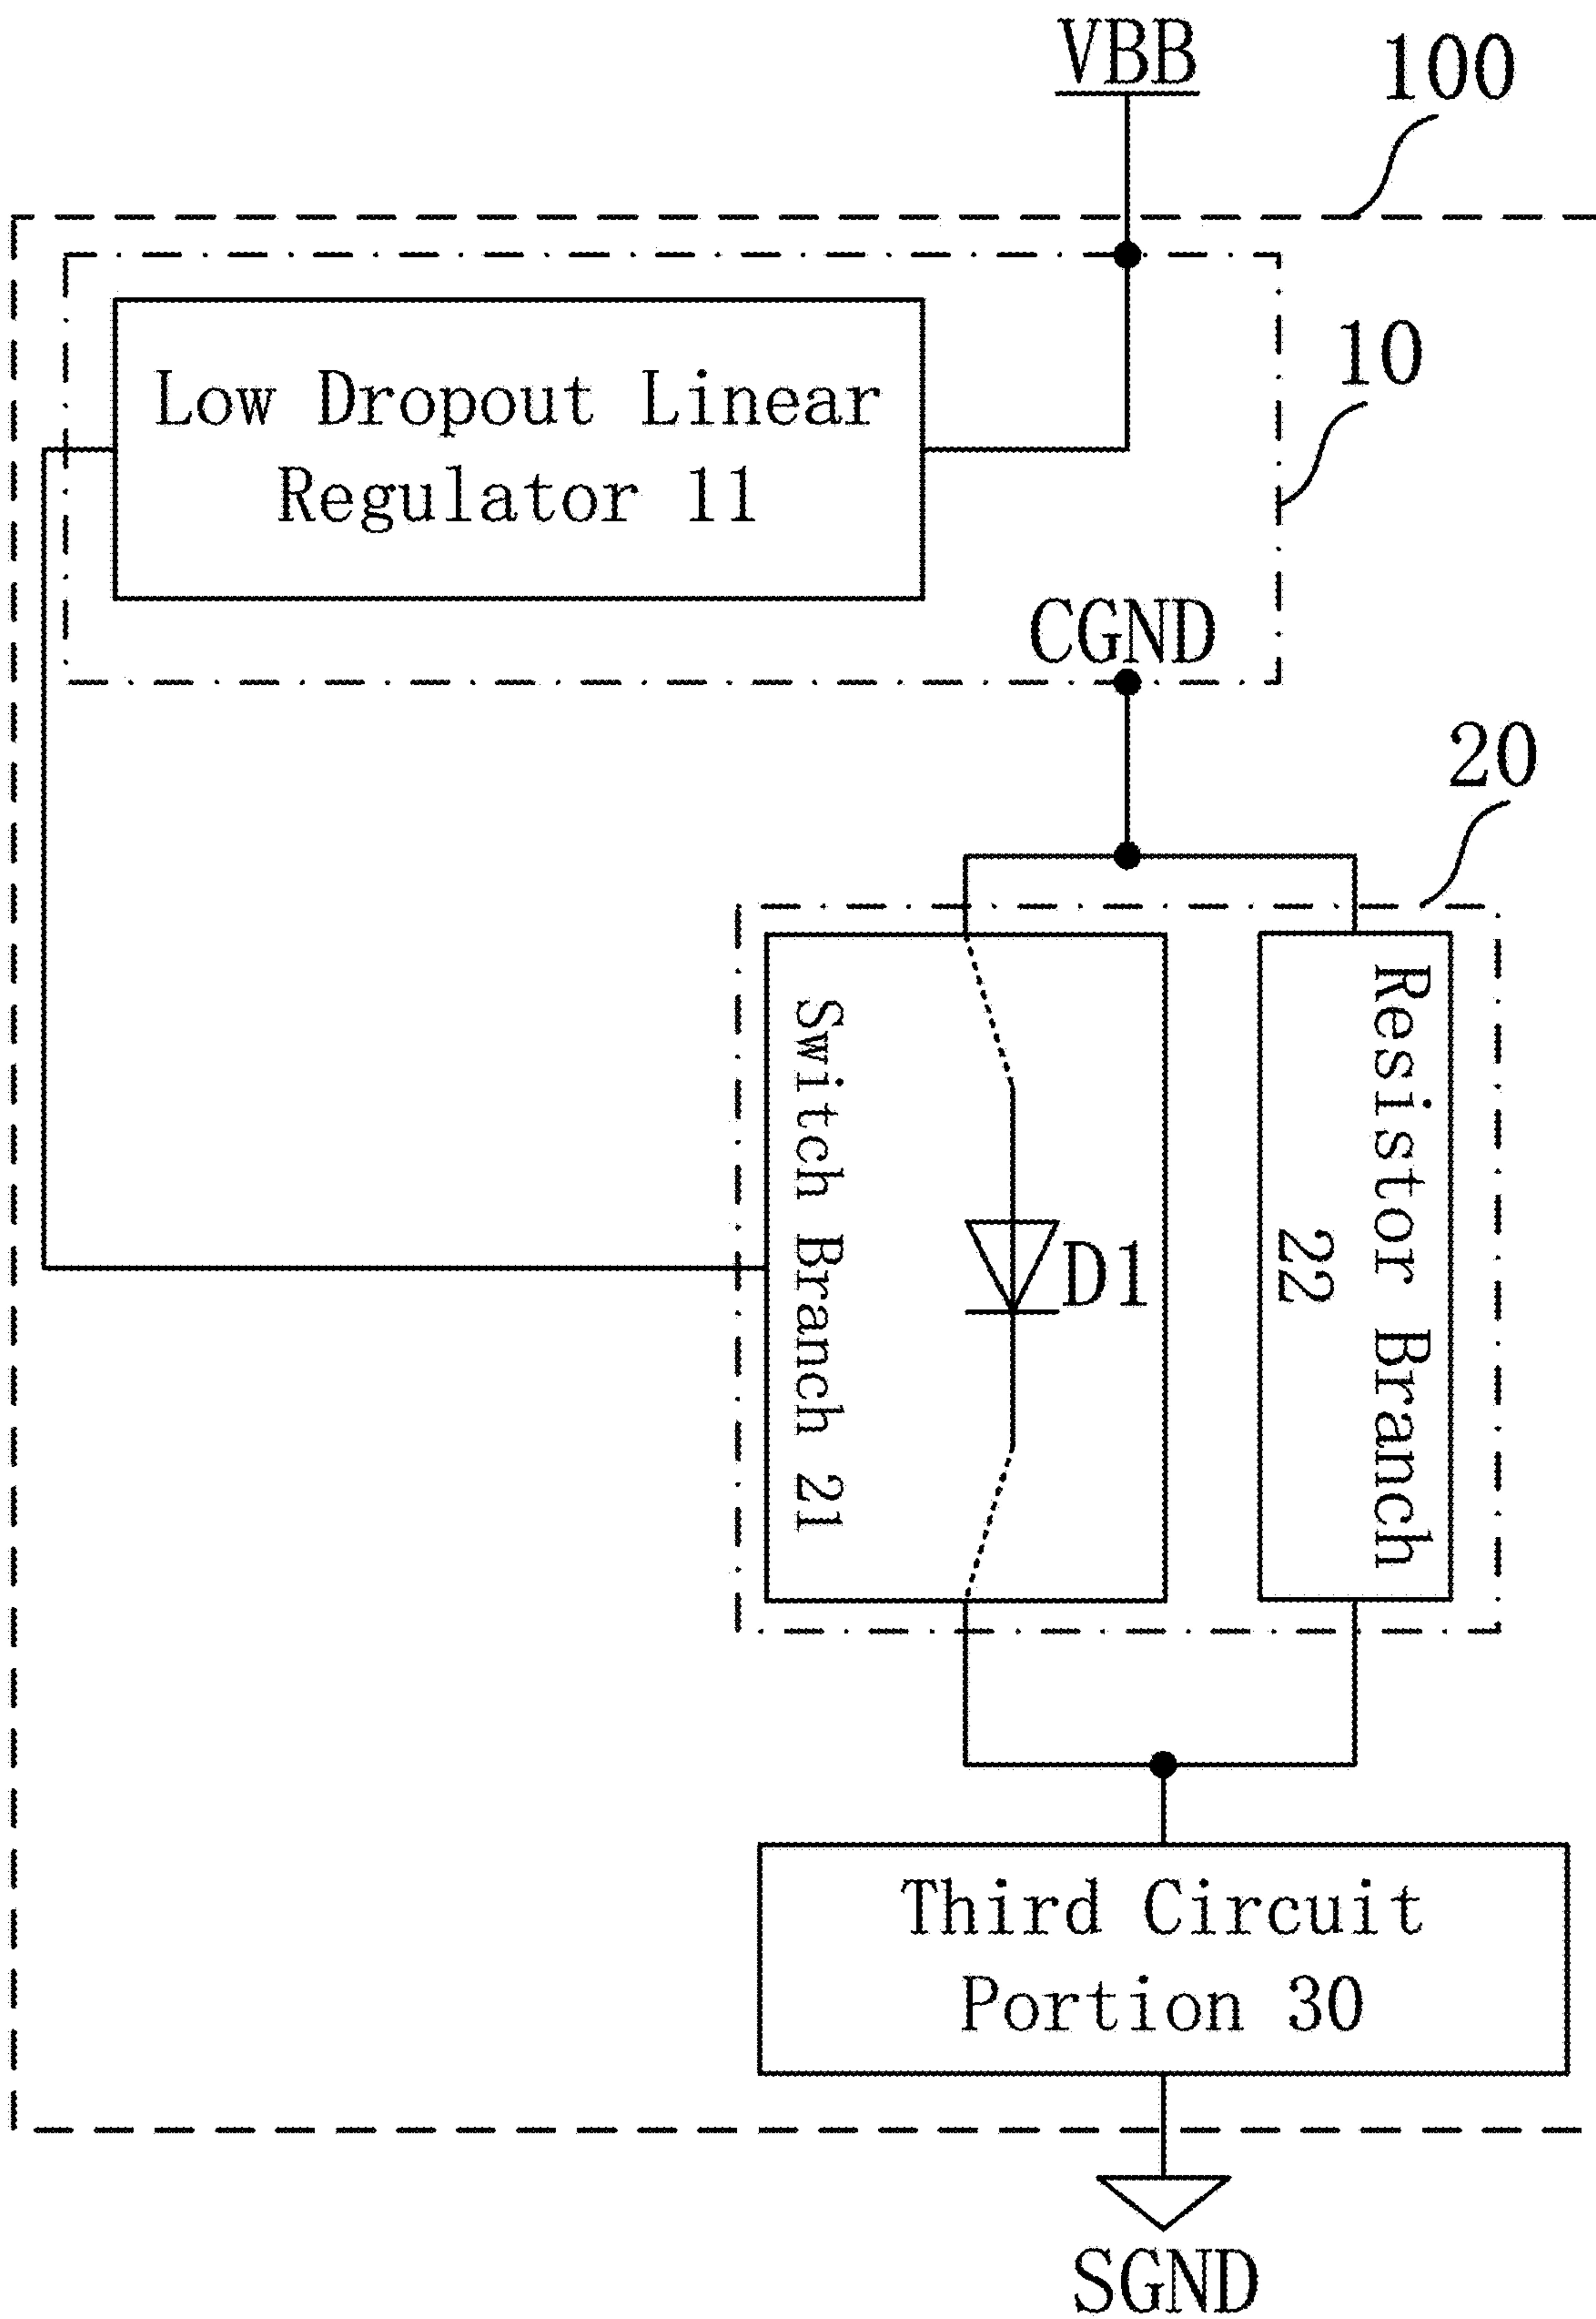 VBB
100
10
Low Dropout Linear
Regulator 11
CGND
20
Switch Branch 21
D1
Resistor Branch
22
Third Circuit
Portion 30
SGND